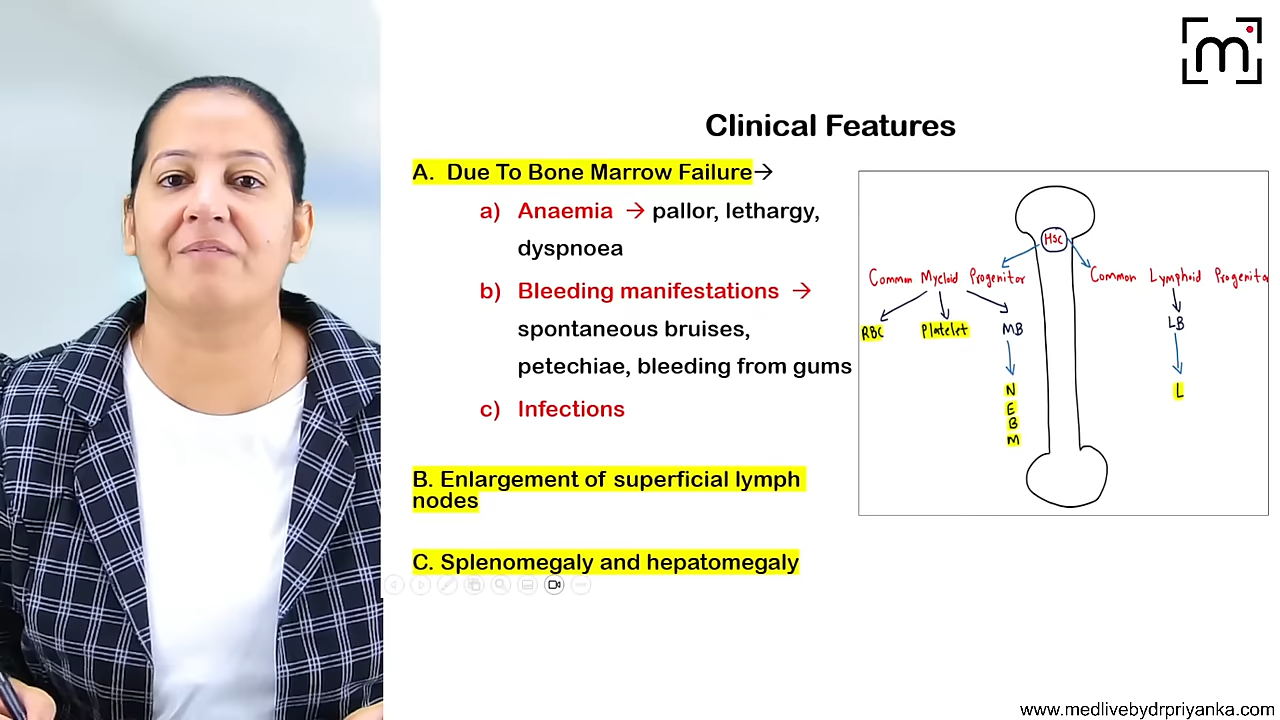 m
Clinical Features
A. Due To Bone Marrow Failure→
a) Anaemia → pallor, lethargy,
dyspnoea
b) Bleeding manifestations →
spontaneous bruises,
petechiae, bleeding from gums
c) Infections
B. Enlargement of superficial lymph
nodes
C. Splenomegaly and hepatomegaly
HSC
Common Myeloid Progenitor
Common Lymphoid Progenitor
RBC
Platelet
MB
LB
N
E
B
M
L
www.medlivebydrpriyanka.com